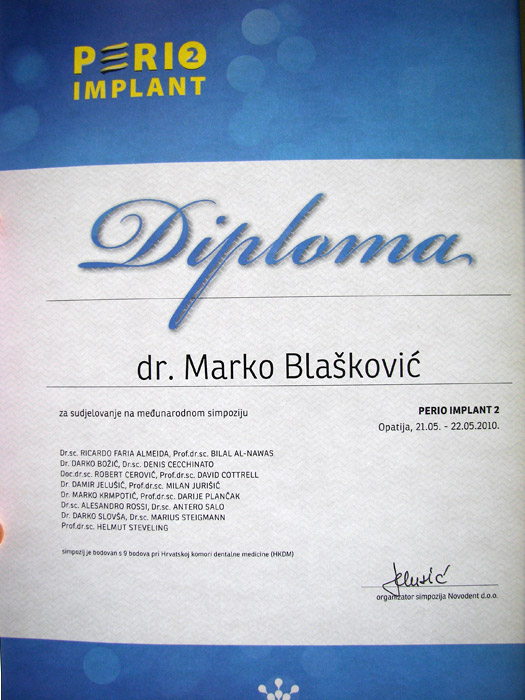 PERIO 2
IMPLANT
Diploma
dr. Marko Blašković
za sudjelovanje na međunarodnom simpoziju
PERIO IMPLANT 2
Opatija, 21.05. - 22.05.2010.
Dr.sc. RICARDO FARIA ALMEIDA, Prof.dr.sc. BILAL AL-NAWAS
Dr. DARKO BOŽIĆ, Dr.sc. DENIS CECCHINATO
Doc.dr.sc. ROBERT ĆEROVIĆ, Prof.dr.sc. DAVID COTTRELL
Dr. DAMIR JELUŠIĆ, Prof.dr.sc. MILAN JURIŠIĆ
Dr. MARKO KRMPOTIĆ, Prof.dr.sc. DARIJE PLANČAK
Dr.sc. ALESANDRO ROSSI, Dr.sc. ANTERO SALO
Dr. DARKO SLOVŠA, Dr.sc. MARIUS STEIGMANN
Prof.dr.sc. HELMUT STEVELING
simpozij je bodovan s 9 bodova pri Hrvatskoj komori dentalne medicine (HKDM)
Jelusić
organizator simpozija Novodent d.o.o.